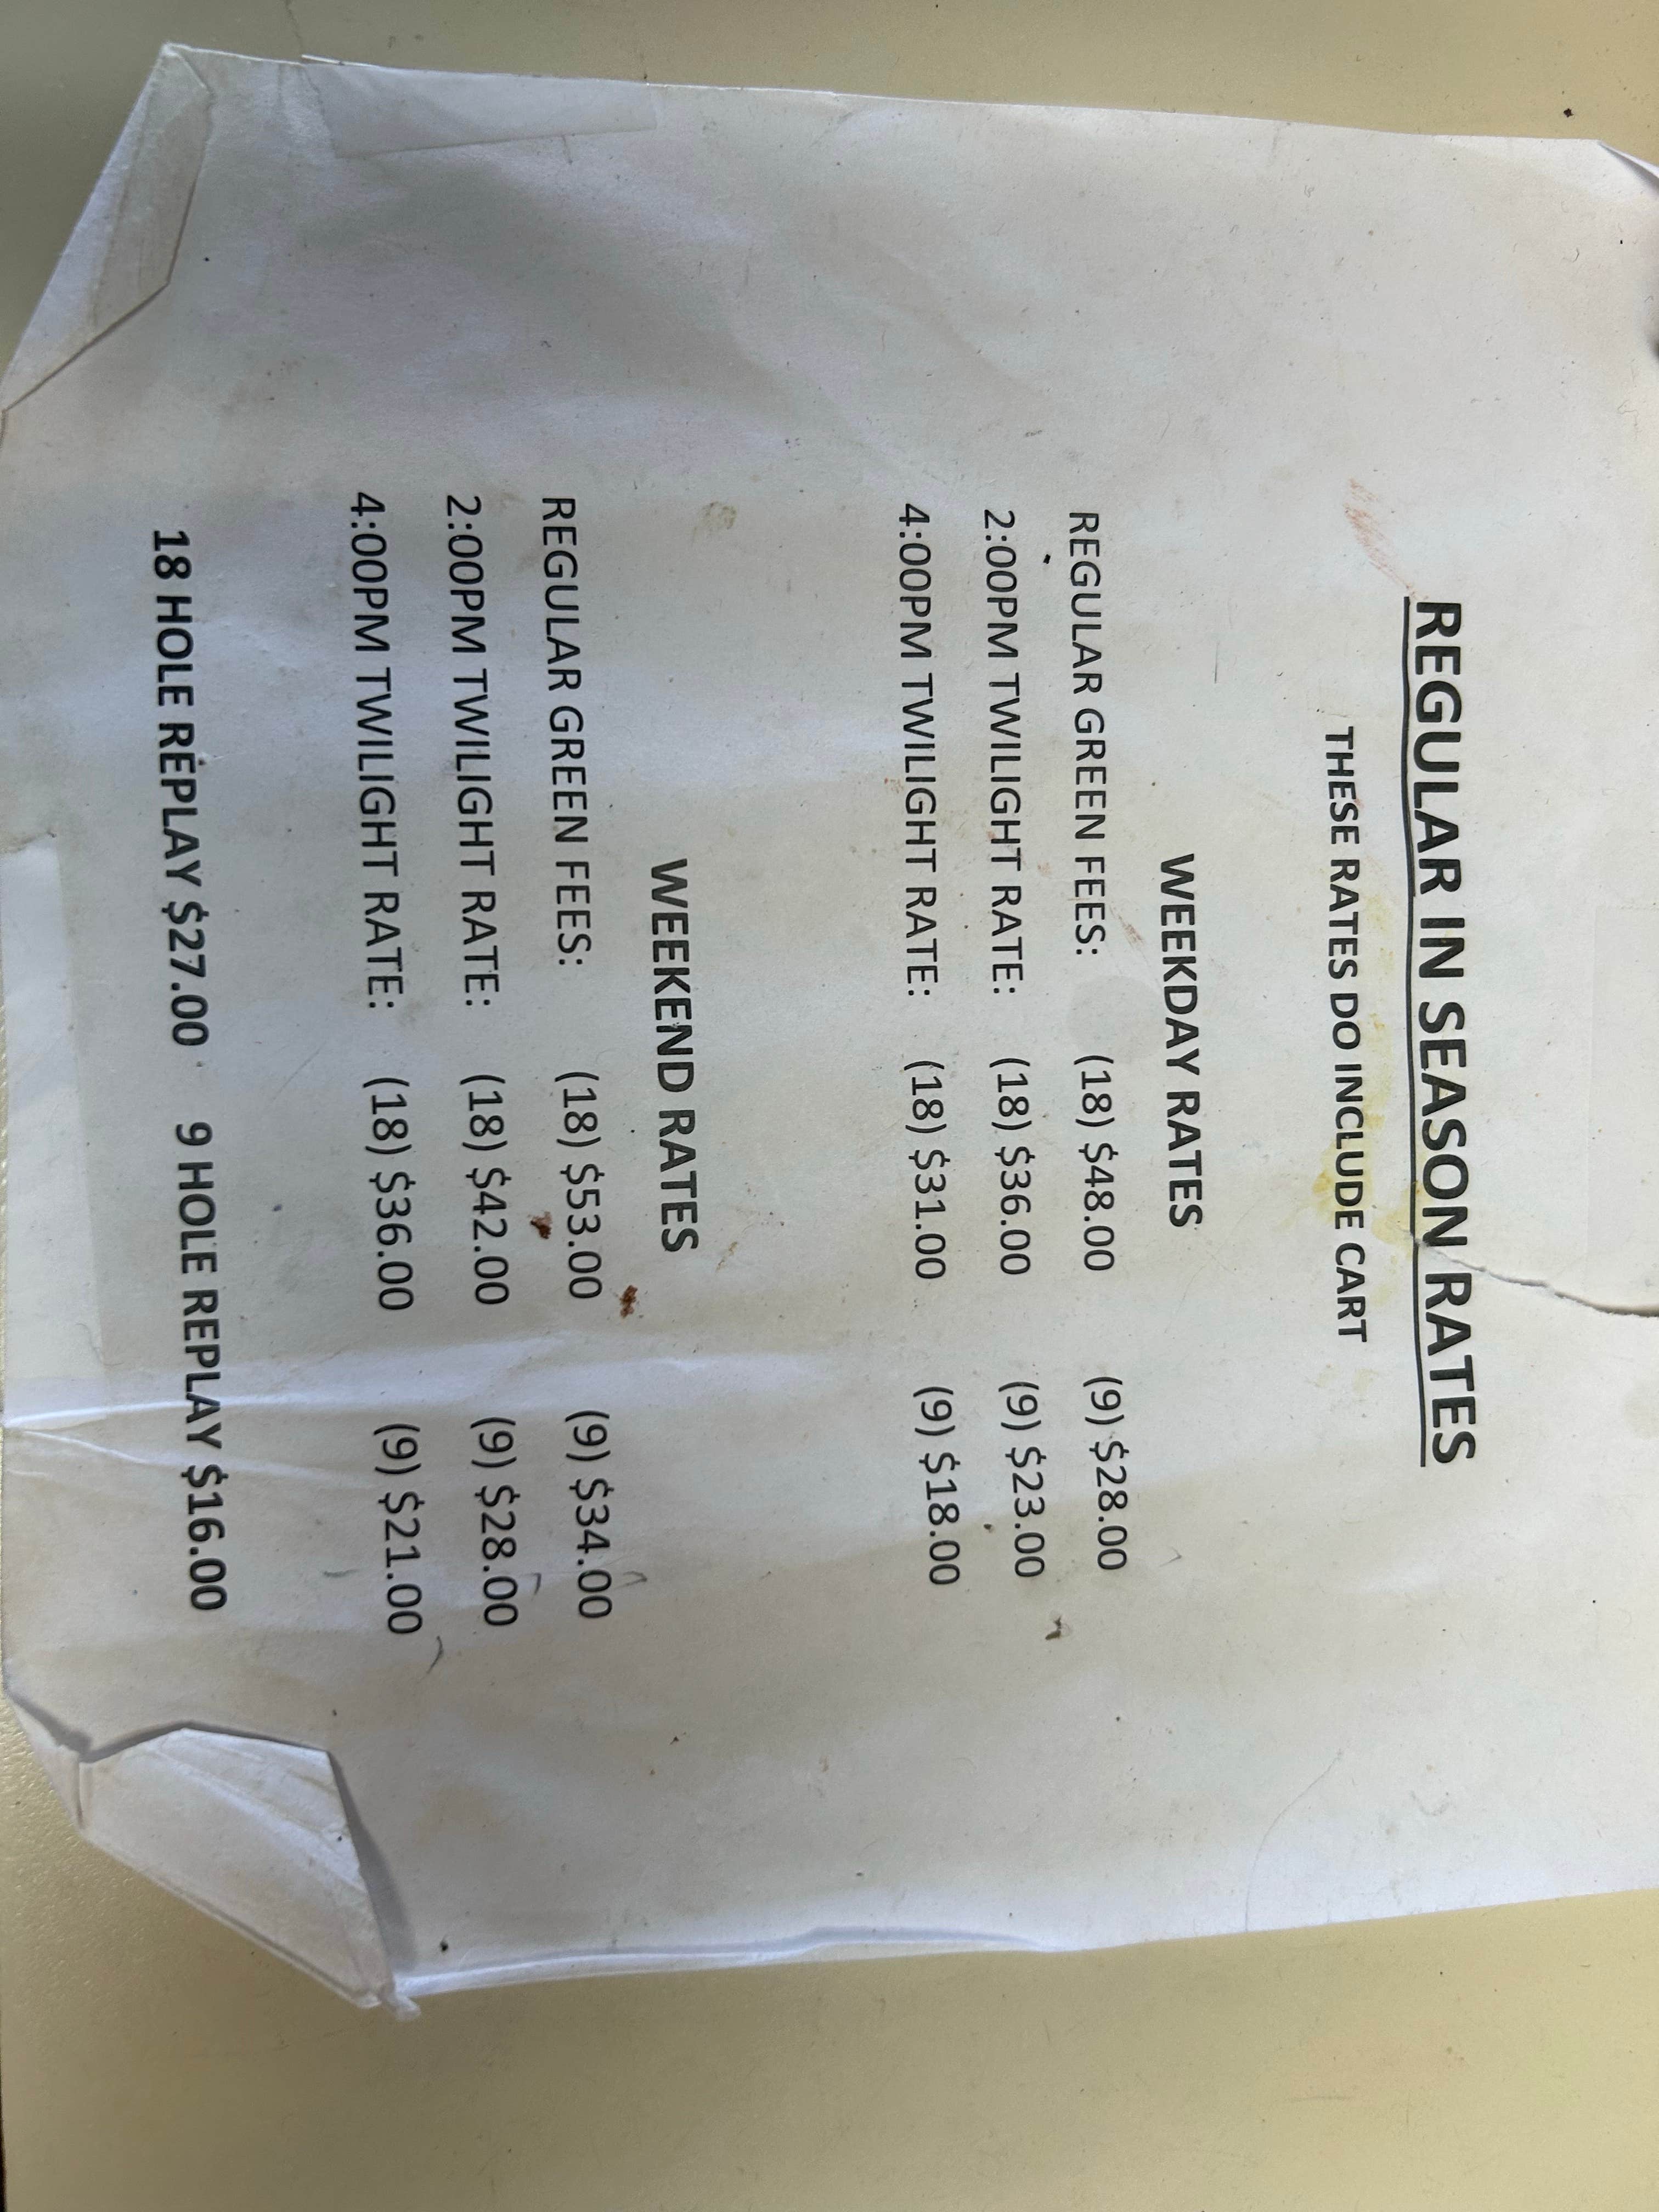 REGULAR IN SEASON RATES
THESE RATES DO INCLUDE CART
WEEKDAY RATES
REGULAR GREEN FEES: (18) $48.00 (9) $28.00
2:00PM TWILIGHT RATE: (18) $36.00 (9) $23.00
4:00PM TWILIGHT RATE: (18) $31.00 (9) $18.00
WEEKEND RATES
REGULAR GREEN FEES: (18) $53.00 (9) $34.00
2:00PM TWILIGHT RATE: (18) $42.00 (9) $28.00
4:00PM TWILIGHT RATE: (18) $36.00 (9) $21.00
18 HOLE REPLAY $27.00 9 HOLE REPLAY $16.00